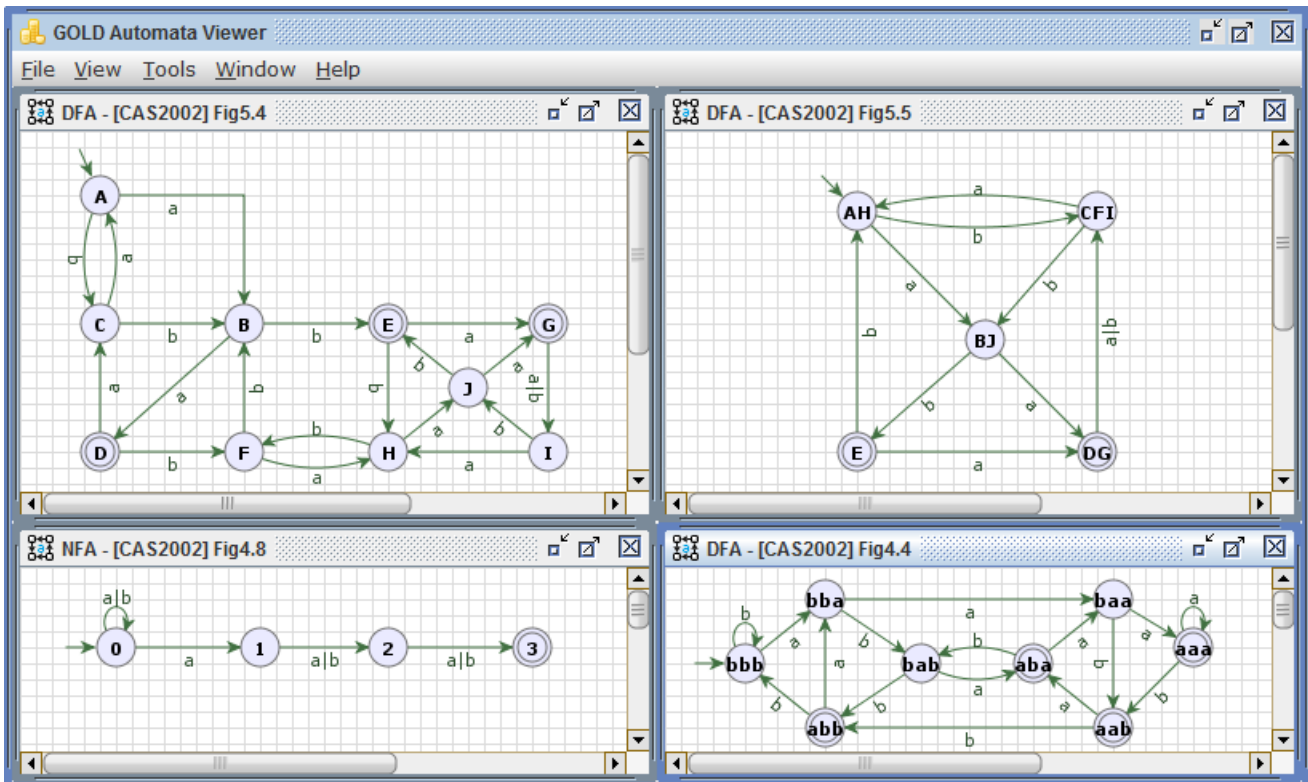 GOLD Automata Viewer
File View Tools Window Help
DFA - [CAS2002] Fig5.4
A
a
b
a
C
B
E
G
b
b
a
a
a
b
b
b
J
a
a|b
D
F
H
I
b
b
a
a
b
a
DFA - [CAS2002] Fig5.5
AH
a
CFI
b
a
b
b
BJ
a|b
b
a
E
a
DG
NFA - [CAS2002] Fig4.8
a|b
0
a
1
a|b
2
a|b
3
DFA - [CAS2002] Fig4.4
bba
a
baa
b
a
b
b
a
b
a
a
bbb
bab
aba
aaa
a
a
b
b
a
b
abb
b
aab